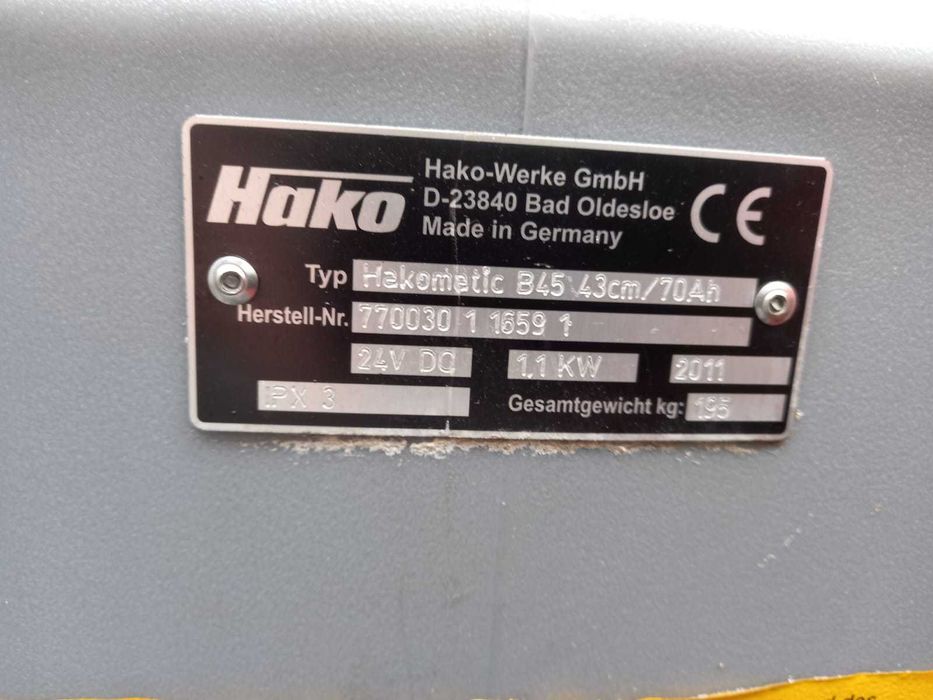 Hako
Hako-Werke GmbH
D-23840 Bad Oldesloe
Made in Germany
CE
Typ Hakomatic B45 43cm/70Ah
Herstell-Nr. 770030 1 1659 1
24V DC 1,1 KW 2011
IPX 3 Gesamtgewicht kg: 195